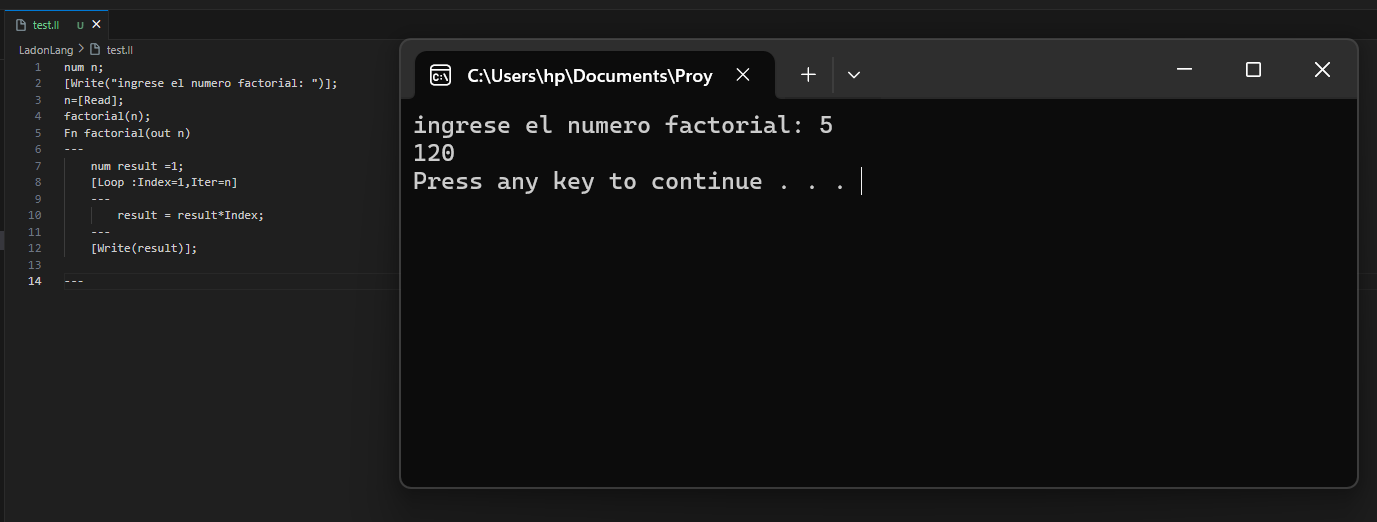 test.ll U
LadonLang > test.ll
1 num n;
2 [Write("ingrese el numero factorial: ")];
3 n=[Read];
4 factorial(n);
5 Fn factorial(out n)
6 ---
7 num result =1;
8 [Loop :Index=1,Iter=n]
9 ---
10 result = result*Index;
11 ---
12 [Write(result)];
13
14 ---
C:\Users\hp\Documents\Proy
ingrese el numero factorial: 5
120
Press any key to continue . . .